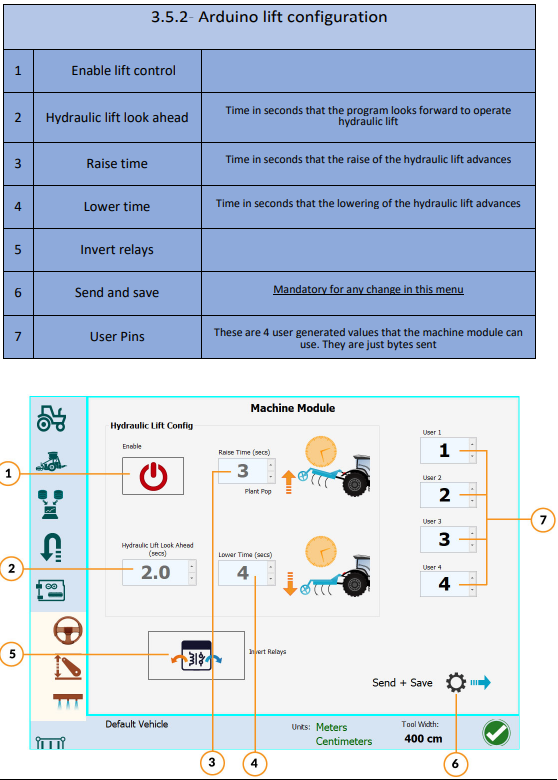 3.5.2- Arduino lift configuration
1 Enable lift control
2 Hydraulic lift look ahead Time in seconds that the program looks forward to operate
hydraulic lift
3 Raise time Time in seconds that the raise of the hydraulic lift advances
4 Lower time Time in seconds that the lowering of the hydraulic lift advances
5 Invert relays
6 Send and save Mandatory for any change in this menu
7 User Pins These are 4 user generated values that the machine module can
use. They are just bytes sent
Machine Module
Hydraulic Lift Config
Enable
1
Raise Time (secs)
3
Plant Pop
User 1
1
User 2
2
User 3
3
User 4
4
7
Hydraulic Lift Look Ahead
(secs)
2.0
2
Lower Time (secs)
4
5
Invert Relays
Send + Save
Default Vehicle
Units: Meters
Centimeters
Tool Width:
400 cm
3
4
6